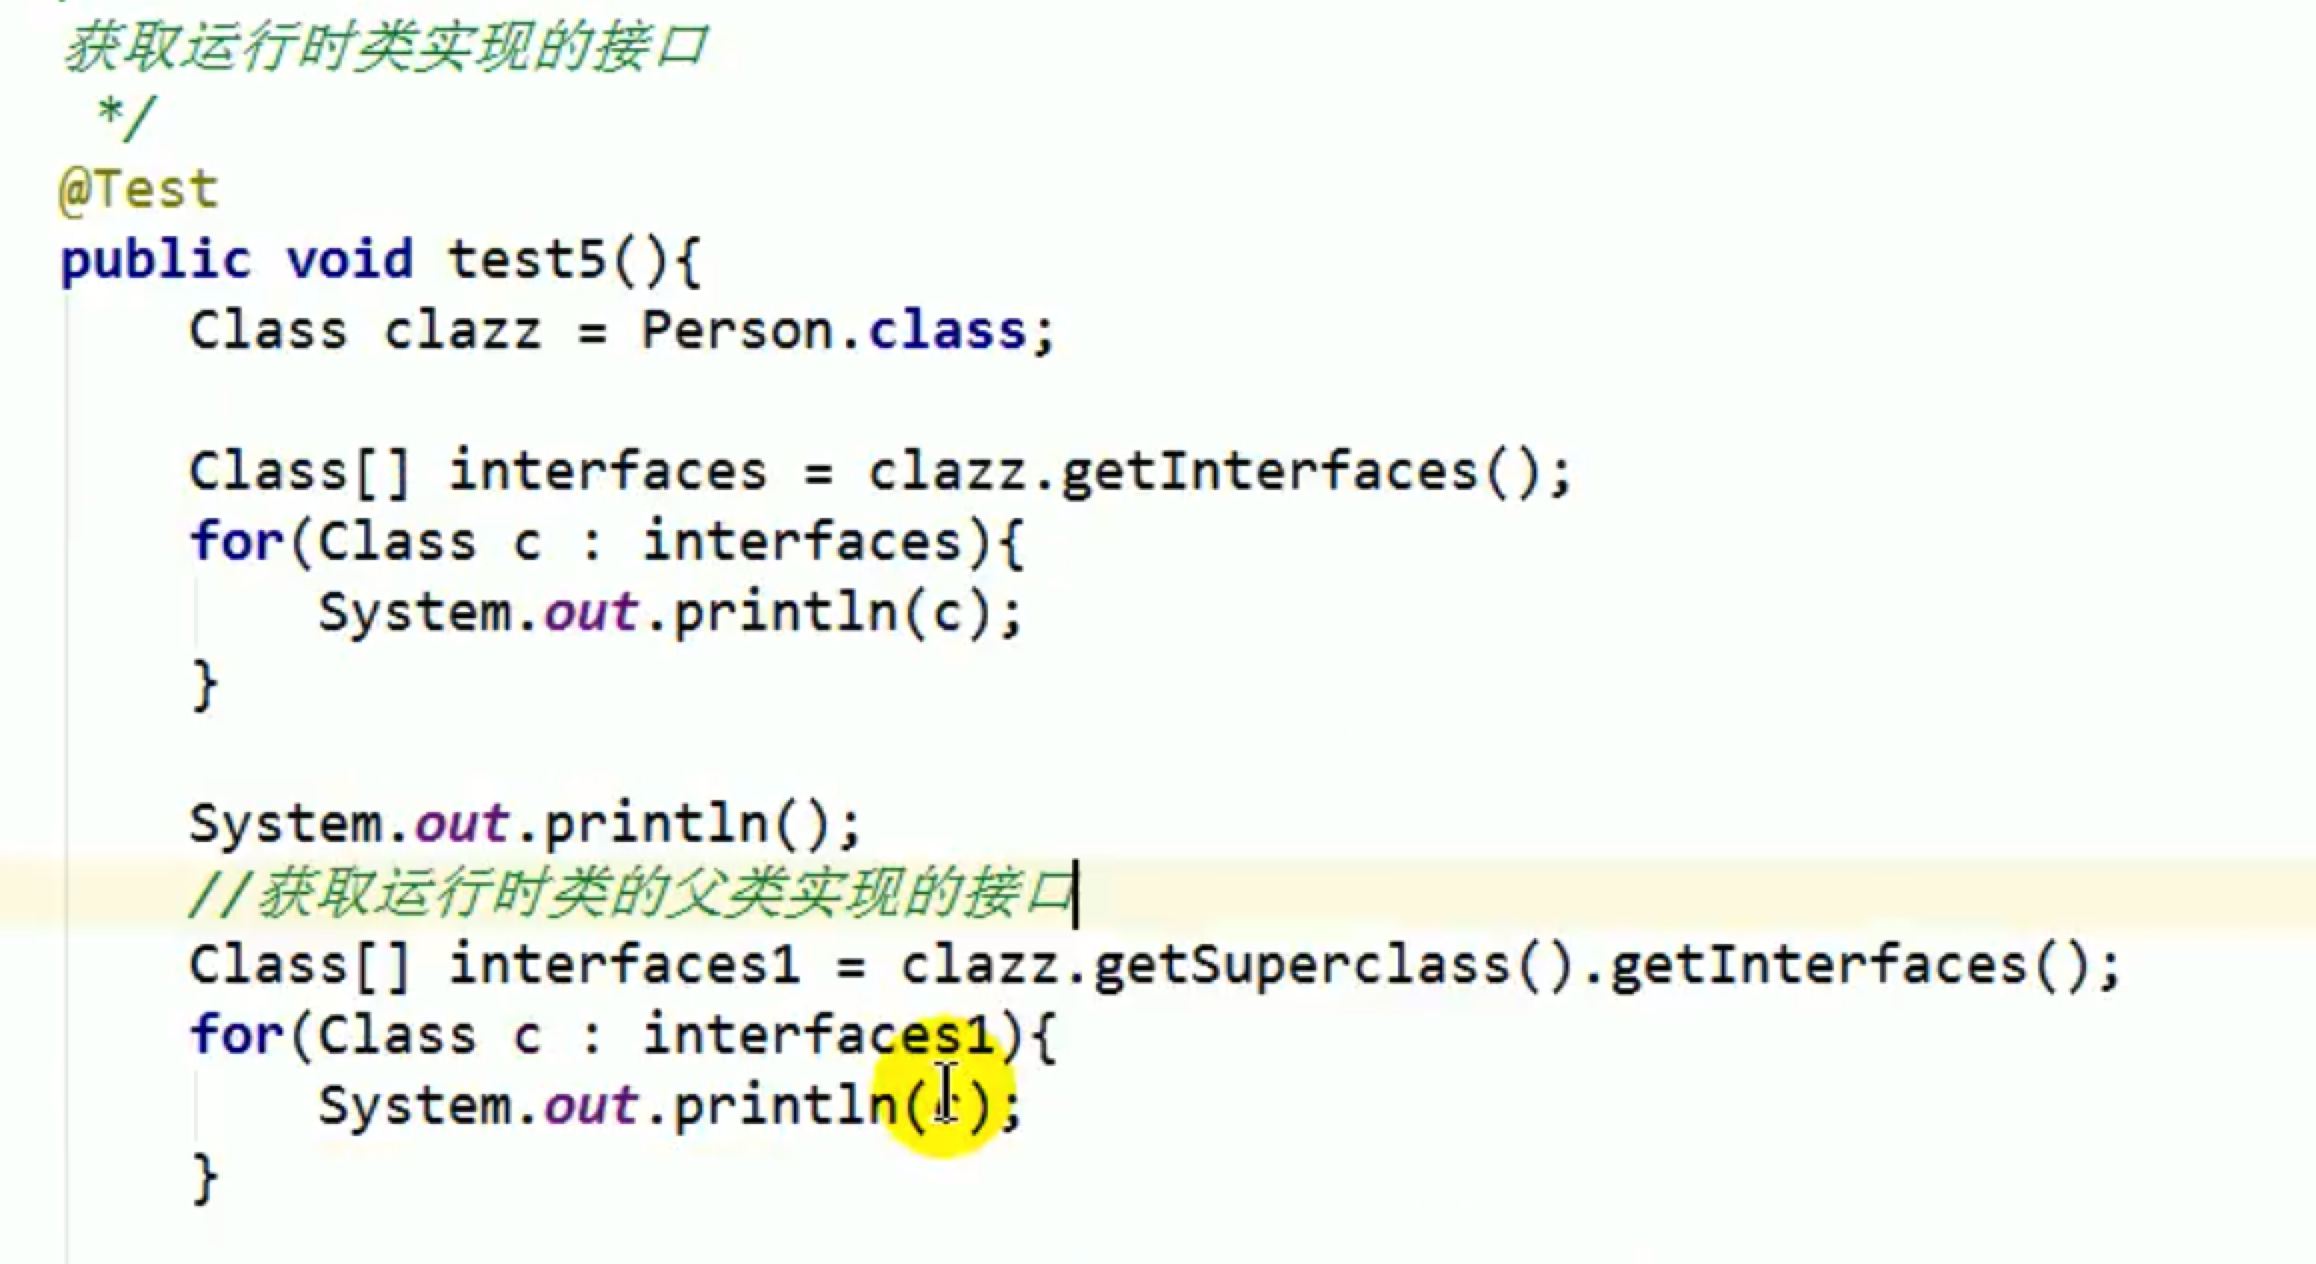 获取运行时类实现的接口
*/
@Test
public void test5(){
Class clazz = Person.class;
Class[] interfaces = clazz.getInterfaces();
for(Class c : interfaces){
System.out.println(c);
}
System.out.println();
//获取运行时类的父类实现的接口
Class[] interfaces1 = clazz.getSuperclass().getInterfaces();
for(Class c : interfaces1){
System.out.println(c);
}